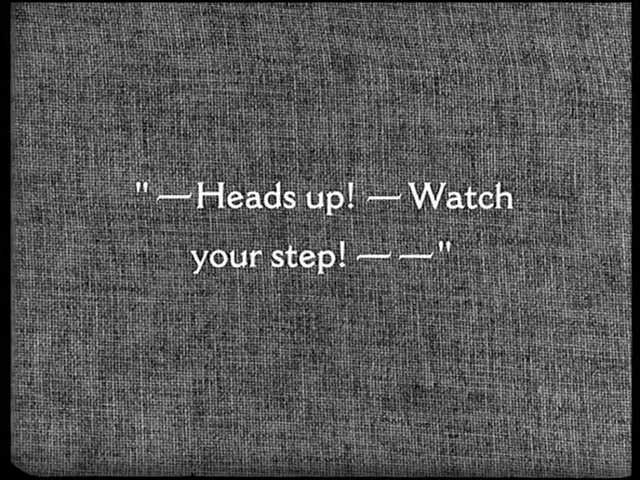 " —Heads up! — Watch
your step! — —"